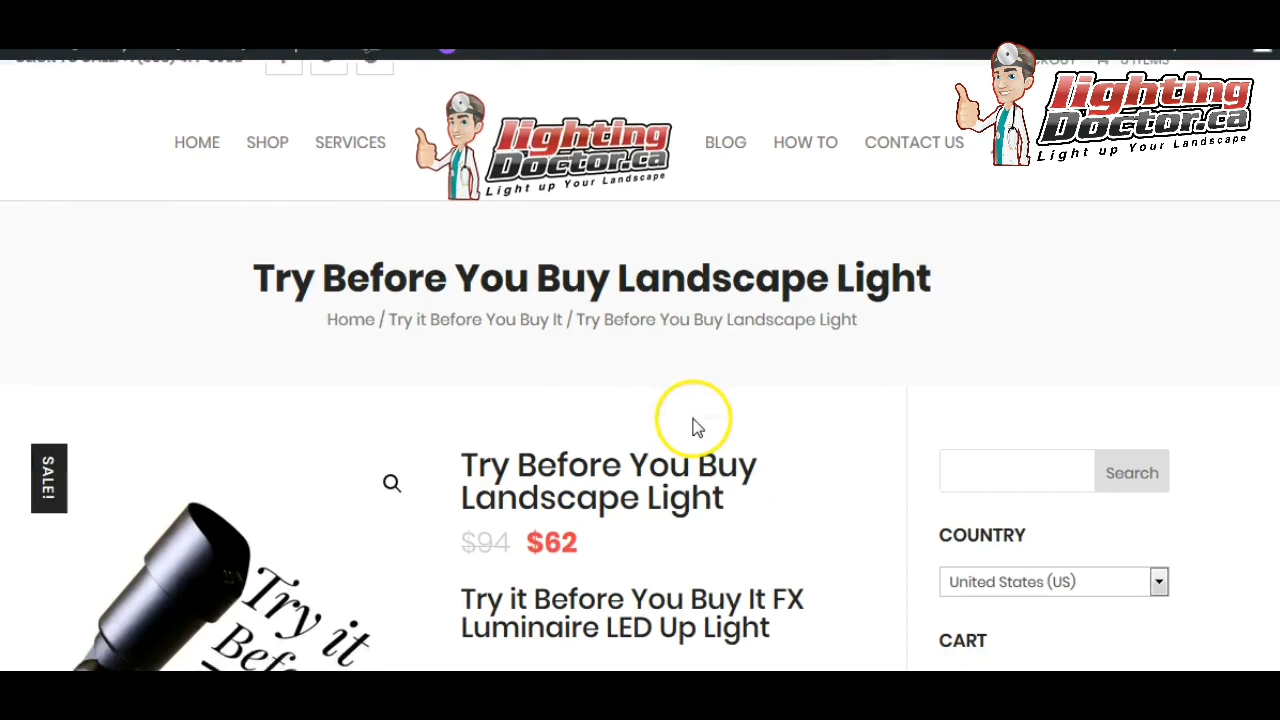 HOME SHOP SERVICES
lighting
Doctor.ca
Light up Your Landscape
BLOG HOW TO CONTACT US
lighting
Doctor.ca
Light up Your Landscape
Try Before You Buy Landscape Light
Home / Try it Before You Buy It / Try Before You Buy Landscape Light
SALE!
Try it
Try Before You Buy
Landscape Light
$94 $62
Try it Before You Buy It FX
Luminaire LED Up Light
Search
COUNTRY
United States (US)
CART